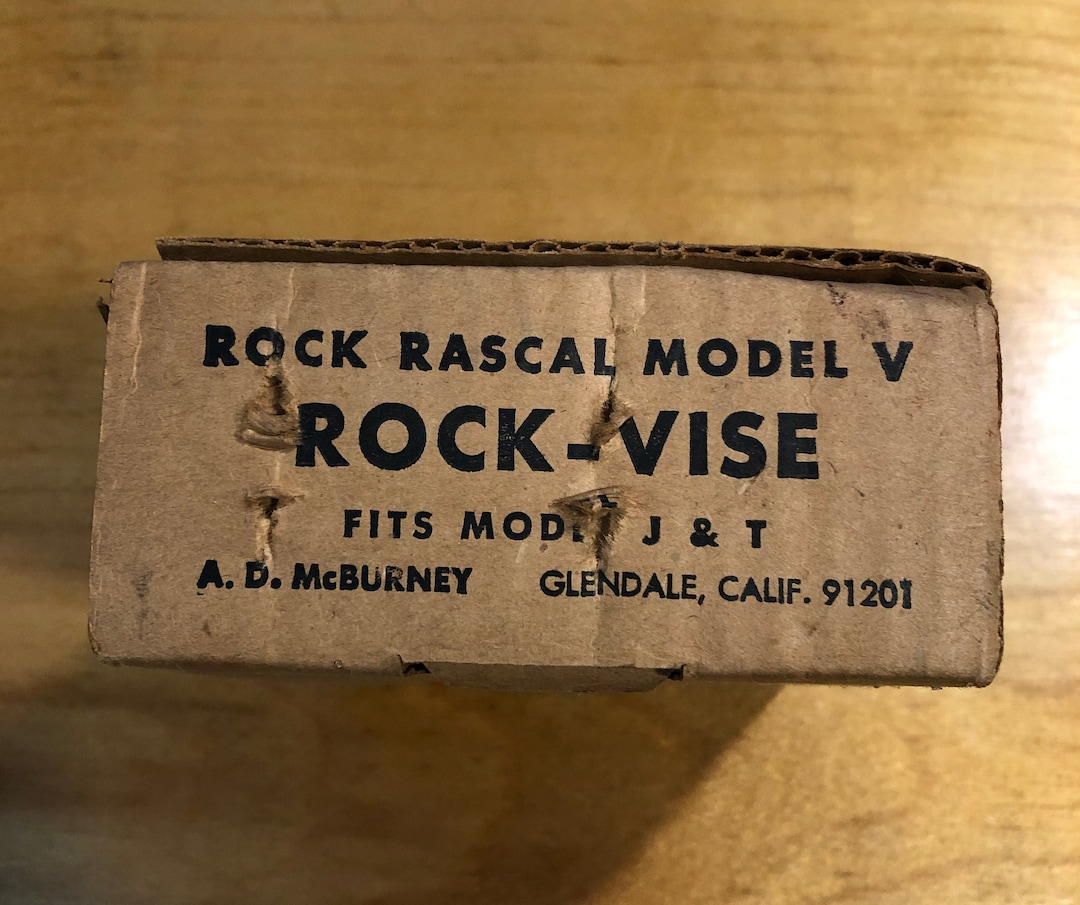 ROCK RASCAL MODEL V
ROCK-VISE
FITS J & T
A. D. McBURNEY GLENDALE, CALIF. 91201